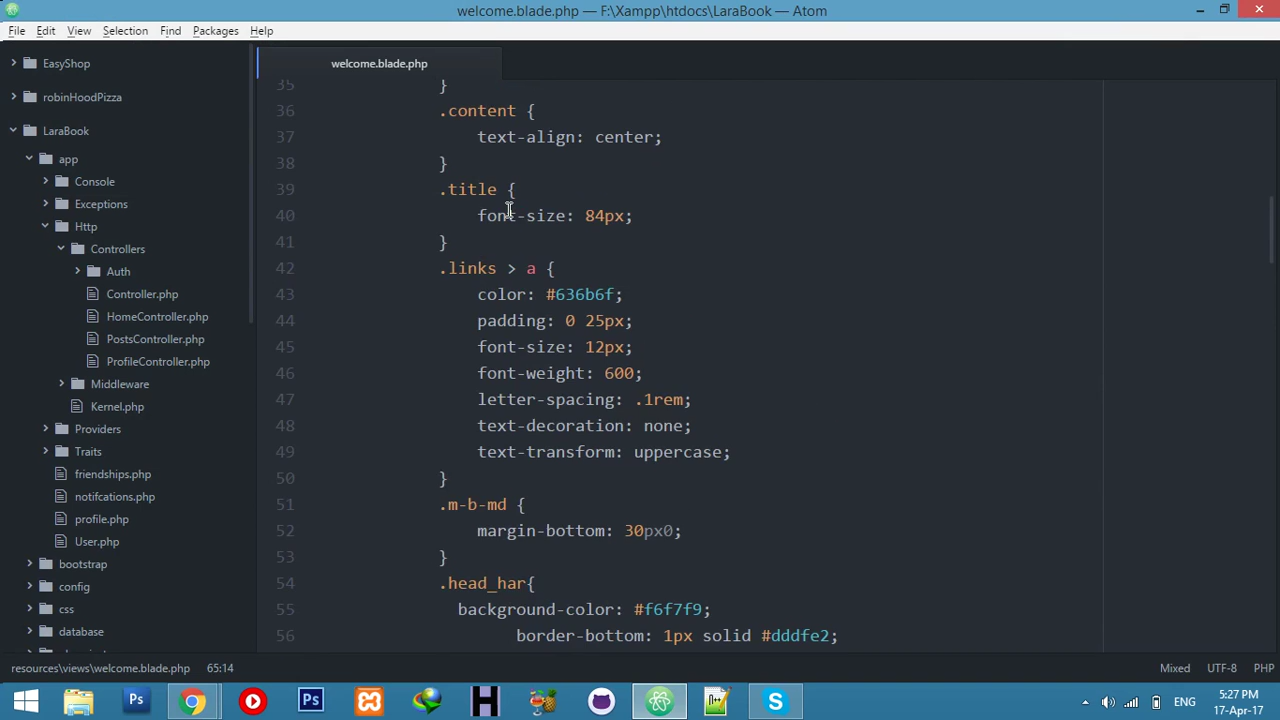 welcome.blade.php — F:\Xampp\htdocs\LaraBook — Atom
File Edit View Selection Find Packages Help
EasyShop
robinHoodPizza
LaraBook
app
Console
Exceptions
Http
Controllers
Auth
Controller.php
HomeController.php
PostsController.php
ProfileController.php
Middleware
Kernel.php
Providers
Traits
friendships.php
notifcations.php
profile.php
User.php
bootstrap
config
css
database
welcome.blade.php
35 }
36 .content {
37 text-align: center;
38 }
39 .title {
40 font-size: 84px;
41 }
42 .links > a {
43 color: #636b6f;
44 padding: 0 25px;
45 font-size: 12px;
46 font-weight: 600;
47 letter-spacing: .1rem;
48 text-decoration: none;
49 text-transform: uppercase;
50 }
51 .m-b-md {
52 margin-bottom: 30px0;
53 }
54 .head_har{
55 background-color: #f6f7f9;
56 border-bottom: 1px solid #dddfe2;
resources\views\welcome.blade.php 65:14 Mixed UTF-8 PHP
Ps Ps H S ENG 5:27 PM
17-Apr-17